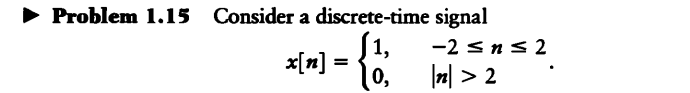 ▶ Problem 1.15 Consider a discrete-time signal
x[n] = {1, −2 ≤ n ≤ 2
{0, |n| > 2 .